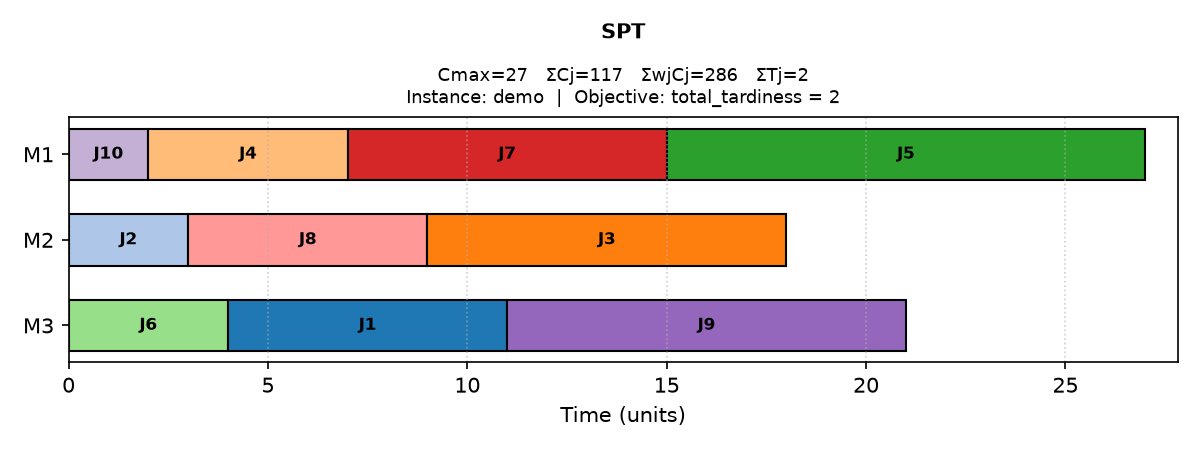 SPT
Cmax=27   ΣCj=117   ΣwjCj=286   ΣTj=2
Instance: demo  |  Objective: total_tardiness = 2
M1 J10 J4 J7 J5
M2 J2 J8 J3
M3 J6 J1 J9
0 5 10 15 20 25
Time (units)